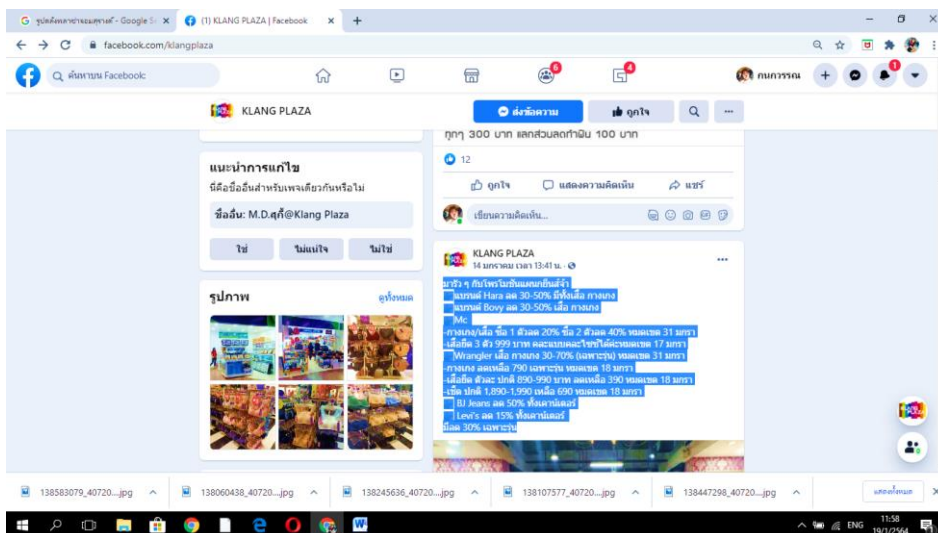 รูปคลังพลาซ่าจอมสุรางค์ - Google Se
(1) KLANG PLAZA | Facebook
facebook.com/klangplaza
ค้นหาบน Facebook
6
4
กนกวรรณ
1
KLANG PLAZA
ส่งข้อความ
ถูกใจ
ทุกๆ 300 บาท แลกส่วนลดทำฟัน 100 บาท
12
ถูกใจ
แสดงความคิดเห็น
แชร์
เขียนความคิดเห็น...
แนะนำการแก้ไข
นี่คือชื่ออื่นสำหรับเพจเดียวกันหรือไม่
ชื่ออื่น: M.D.สุกี้@Klang Plaza
ใช่
ไม่แน่ใจ
ไม่ใช่
รูปภาพ
ดูทั้งหมด
KLANG PLAZA
14 มกราคม เวลา 13:41 น.
มารัว ๆ กับโพรโมชันแผนกยีนส์จ้า
แบรนด์ Hara ลด 30-50% มีทั้งเสื้อ กางเกง
แบรนด์ Bovy ลด 30-50% เสื้อ กางเกง
Mc
-กางเกง/เสื้อ ซื้อ 1 ตัวลด 20% ซื้อ 2 ตัวลด 40% หมดเขต 31 มกรา
-เสื้อยืด 3 ตัว 999 บาท คละแบบคละไซซ์ได้ค่ะหมดเขต 17 มกรา
Wrangler เสื้อ กางเกง 30-70% (เฉพาะรุ่น) หมดเขต 31 มกรา
-กางเกง ลดเหลือ 790 เฉพาะรุ่น หมดเขต 18 มกรา
-เสื้อยืด ตัวละ ปกติ 890-990 บาท ลดเหลือ 390 หมดเขต 18 มกรา
-เชิ้ต ปกติ 1,890-1,990 เหลือ 690 หมดเขต 18 มกรา
BJ Jeans ลด 50% ทั้งเคาน์เตอร์
Levi's ลด 15% ทั้งเคาน์เตอร์
มีลด 30% เฉพาะรุ่น
138583079_40720....jpg
138060438_40720....jpg
138245636_40720....jpg
138107577_40720....jpg
138447298_40720....jpg
แสดงทั้งหมด
ENG
11:58
19/1/2564